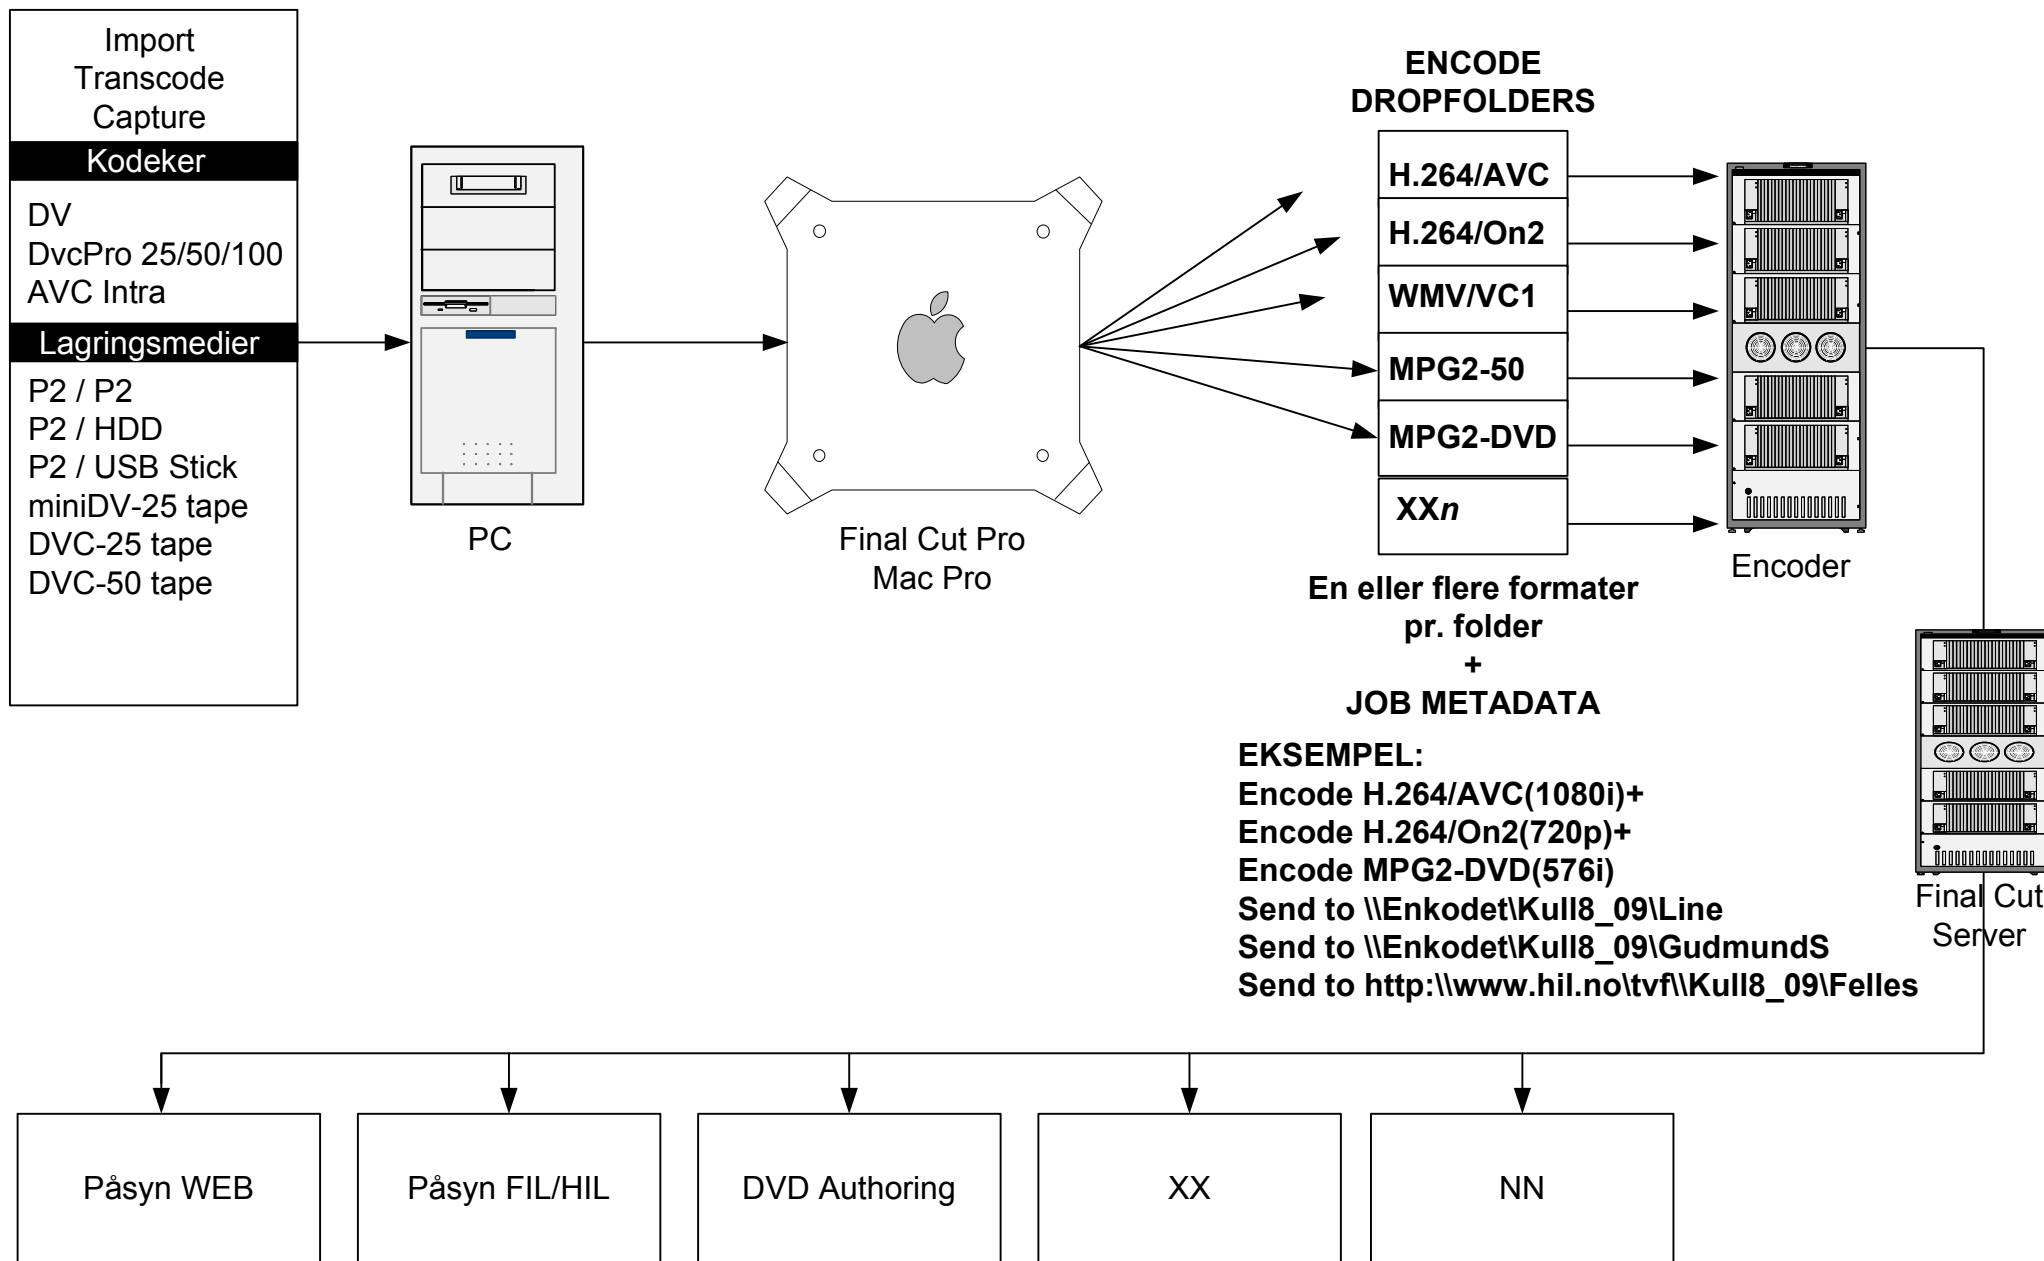 Import
Transcode
Capture
Kodeker
DV
DvcPro 25/50/100
AVC Intra
Lagringsmedier
P2 / P2
P2 / HDD
P2 / USB Stick
miniDV-25 tape
DVC-25 tape
DVC-50 tape
PC
Final Cut Pro
Mac Pro
ENCODE
DROPFOLDERS
H.264/AVC
H.264/On2
WMV/VC1
MPG2-50
MPG2-DVD
XXn
En eller flere formater
pr. folder
+
JOB METADATA
EKSEMPEL:
Encode H.264/AVC(1080i)+
Encode H.264/On2(720p)+
Encode MPG2-DVD(576i)
Send to \\Enkodet\Kull8_09\Line
Send to \\Enkodet\Kull8_09\GudmundS
Send to http:\\www.hil.no\tvf\\Kull8_09\Felles
Encoder
Final Cut
Server
Påsyn WEB
Påsyn FIL/HIL
DVD Authoring
XX
NN